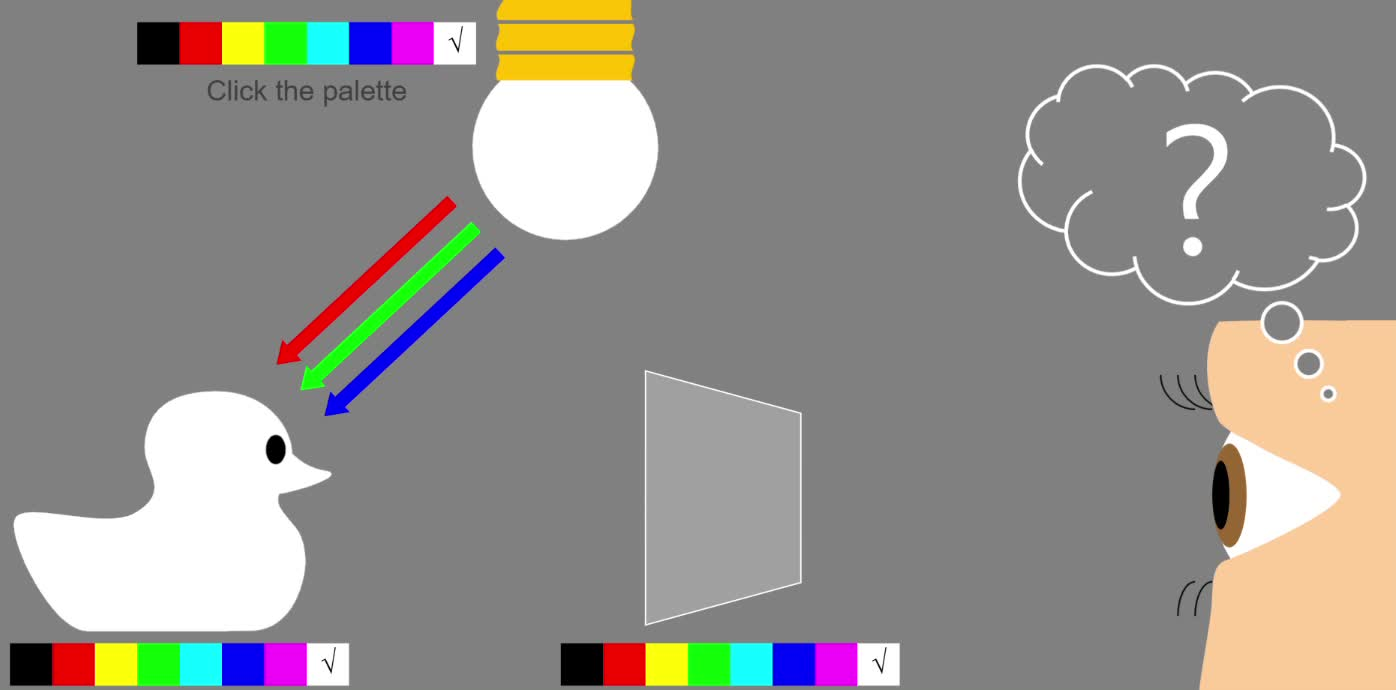 √
Click the palette
?
√
√